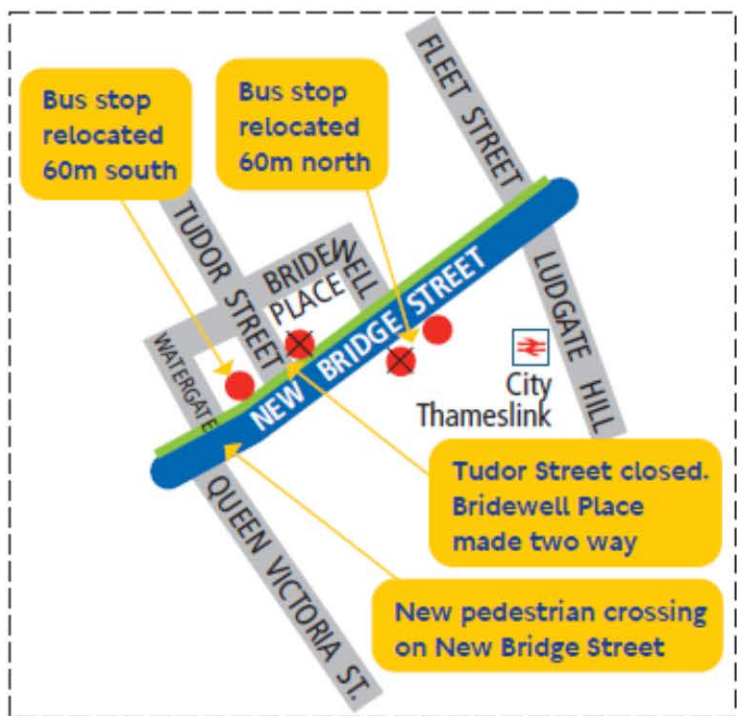 Bus stop
relocated
60m south
Bus stop
relocated
60m north
FLEET STREET
TUDOR STREET
BRIDEWELL
PLACE
WATERGATE
NEW BRIDGE STREET
LUDGATE HILL
City
Thameslink
QUEEN VICTORIA ST.
Tudor Street closed.
Bridewell Place
made two way
New pedestrian crossing
on New Bridge Street